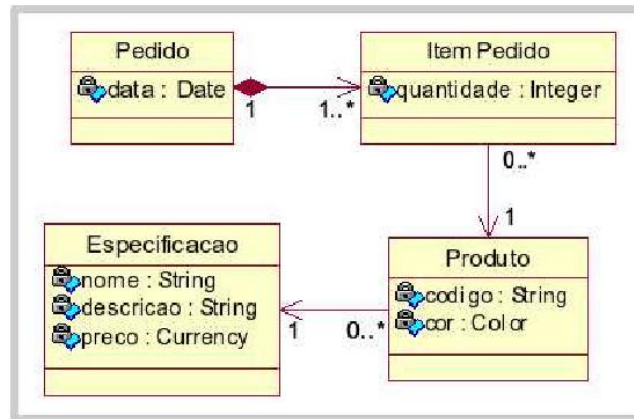 Pedido
data : Date
1
1..*
Item Pedido
quantidade : Integer
0..*
1
Especificacao
nome : String
descricao : String
preco : Currency
1
0..*
Produto
codigo : String
cor : Color